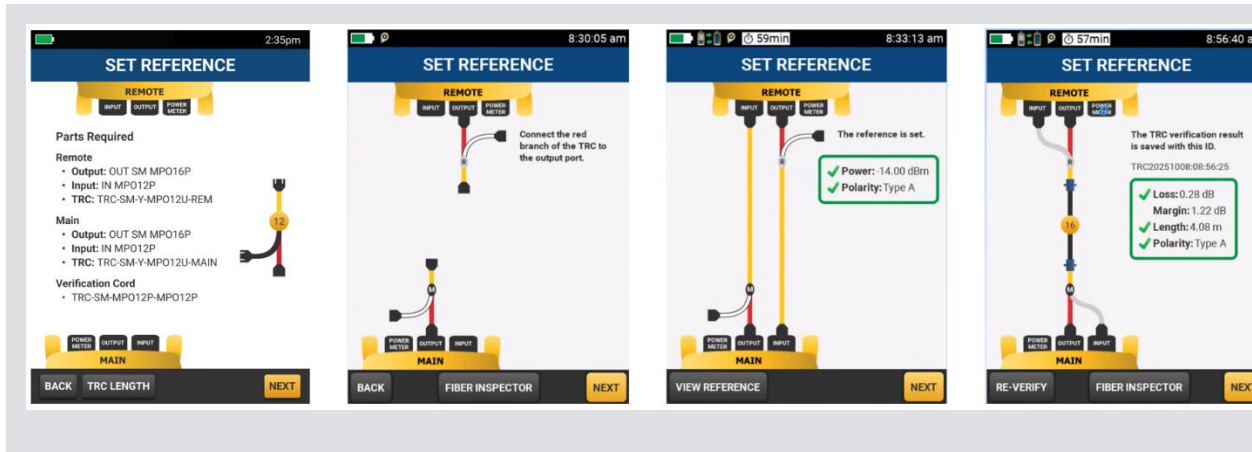 2:35pm
SET REFERENCE
REMOTE
INPUT OUTPUT POWER METER
Parts Required
Remote
• Output: OUT SM MPO16P
• Input: IN MPO12P
• TRC: TRC-SM-Y-MPO12U-REM
Main
• Output: OUT SM MPO16P
• Input: IN MPO12P
• TRC: TRC-SM-Y-MPO12U-MAIN
Verification Cord
• TRC-SM-MPO12P-MPO12P
12
POWER METER OUTPUT INPUT
MAIN
BACK TRC LENGTH NEXT
8:30:05 am
SET REFERENCE
REMOTE
INPUT OUTPUT POWER METER
Connect the red
branch of the TRC to
the output port.
R
M
POWER METER OUTPUT INPUT
MAIN
BACK FIBER INSPECTOR NEXT
59min 8:33:13 am
SET REFERENCE
REMOTE
INPUT OUTPUT POWER METER
The reference is set.
R
Power: -14.00 dBm
Polarity: Type A
M
POWER METER OUTPUT INPUT
MAIN
VIEW REFERENCE NEXT
57min 8:56:40 a
SET REFERENCE
REMOTE
INPUT OUTPUT POWER METER
The TRC verification result
is saved with this ID.
R
TRC20251008:08:56:25
Loss: 0.28 dB
Margin: 1.22 dB
16
Length: 4.08 m
Polarity: Type A
M
POWER METER OUTPUT INPUT
MAIN
RE-VERIFY FIBER INSPECTOR NEX